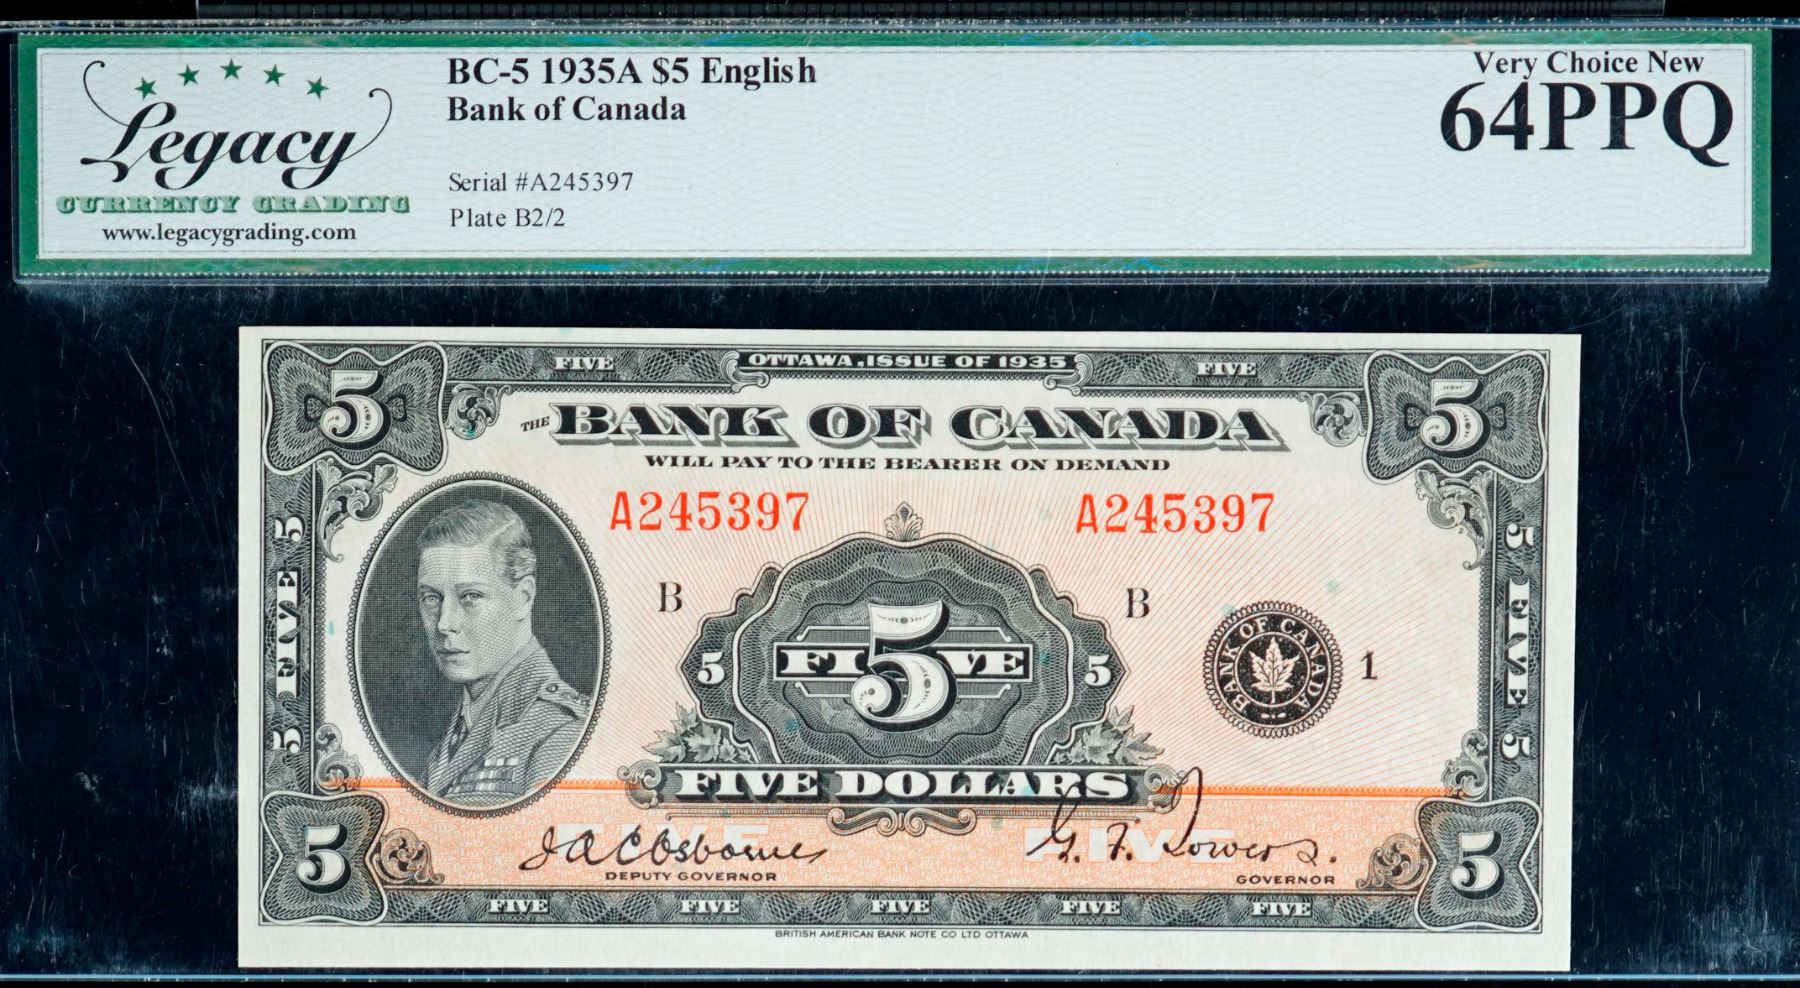 Legacy
CURRENCY GRADING
www.legacygrading.com
BC-5 1935A $5 English
Bank of Canada
Serial #A245397
Plate B2/2
Very Choice New
64PPQ
5 FIVE OTTAWA, ISSUE OF 1935 FIVE 5
THE BANK OF CANADA
WILL PAY TO THE BEARER ON DEMAND
A245397 A245397
B B
5 FIVE 5
5 FIVE 5
5 5 FIVE 5
BANK OF CANADA
1
FIVE DOLLARS
FIVE FIVE
J A C Osborne G. F. Towers.
DEPUTY GOVERNOR GOVERNOR
5 FIVE FIVE FIVE FIVE FIVE 5
BRITISH AMERICAN BANK NOTE CO LTD OTTAWA